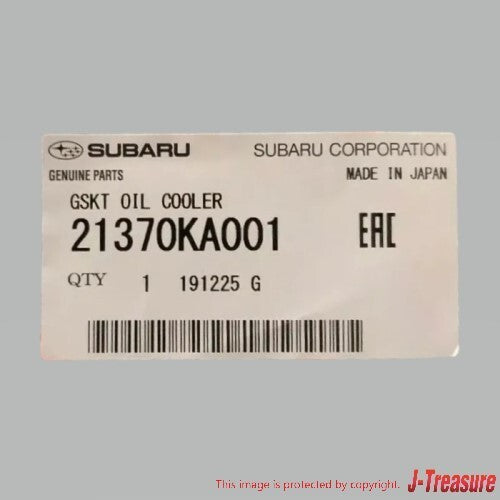 SUBARU SUBARU CORPORATION
GENUINE PARTS MADE IN JAPAN
GSKT OIL COOLER
21370KA001 EAC
QTY 1 191225 G
J-Treasure
This image is protected by copyright.